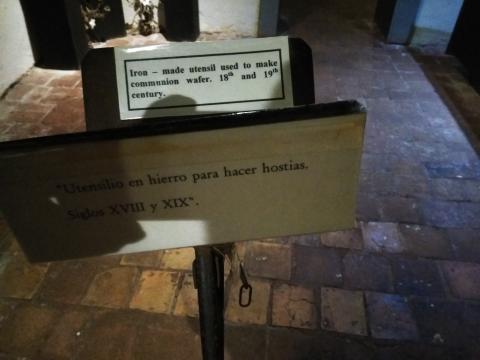 Iron – made utensil used to make
communion wafer. 18th and 19th
century.
"Utensilio en hierro para hacer hostias.
Siglos XVIII y XIX".